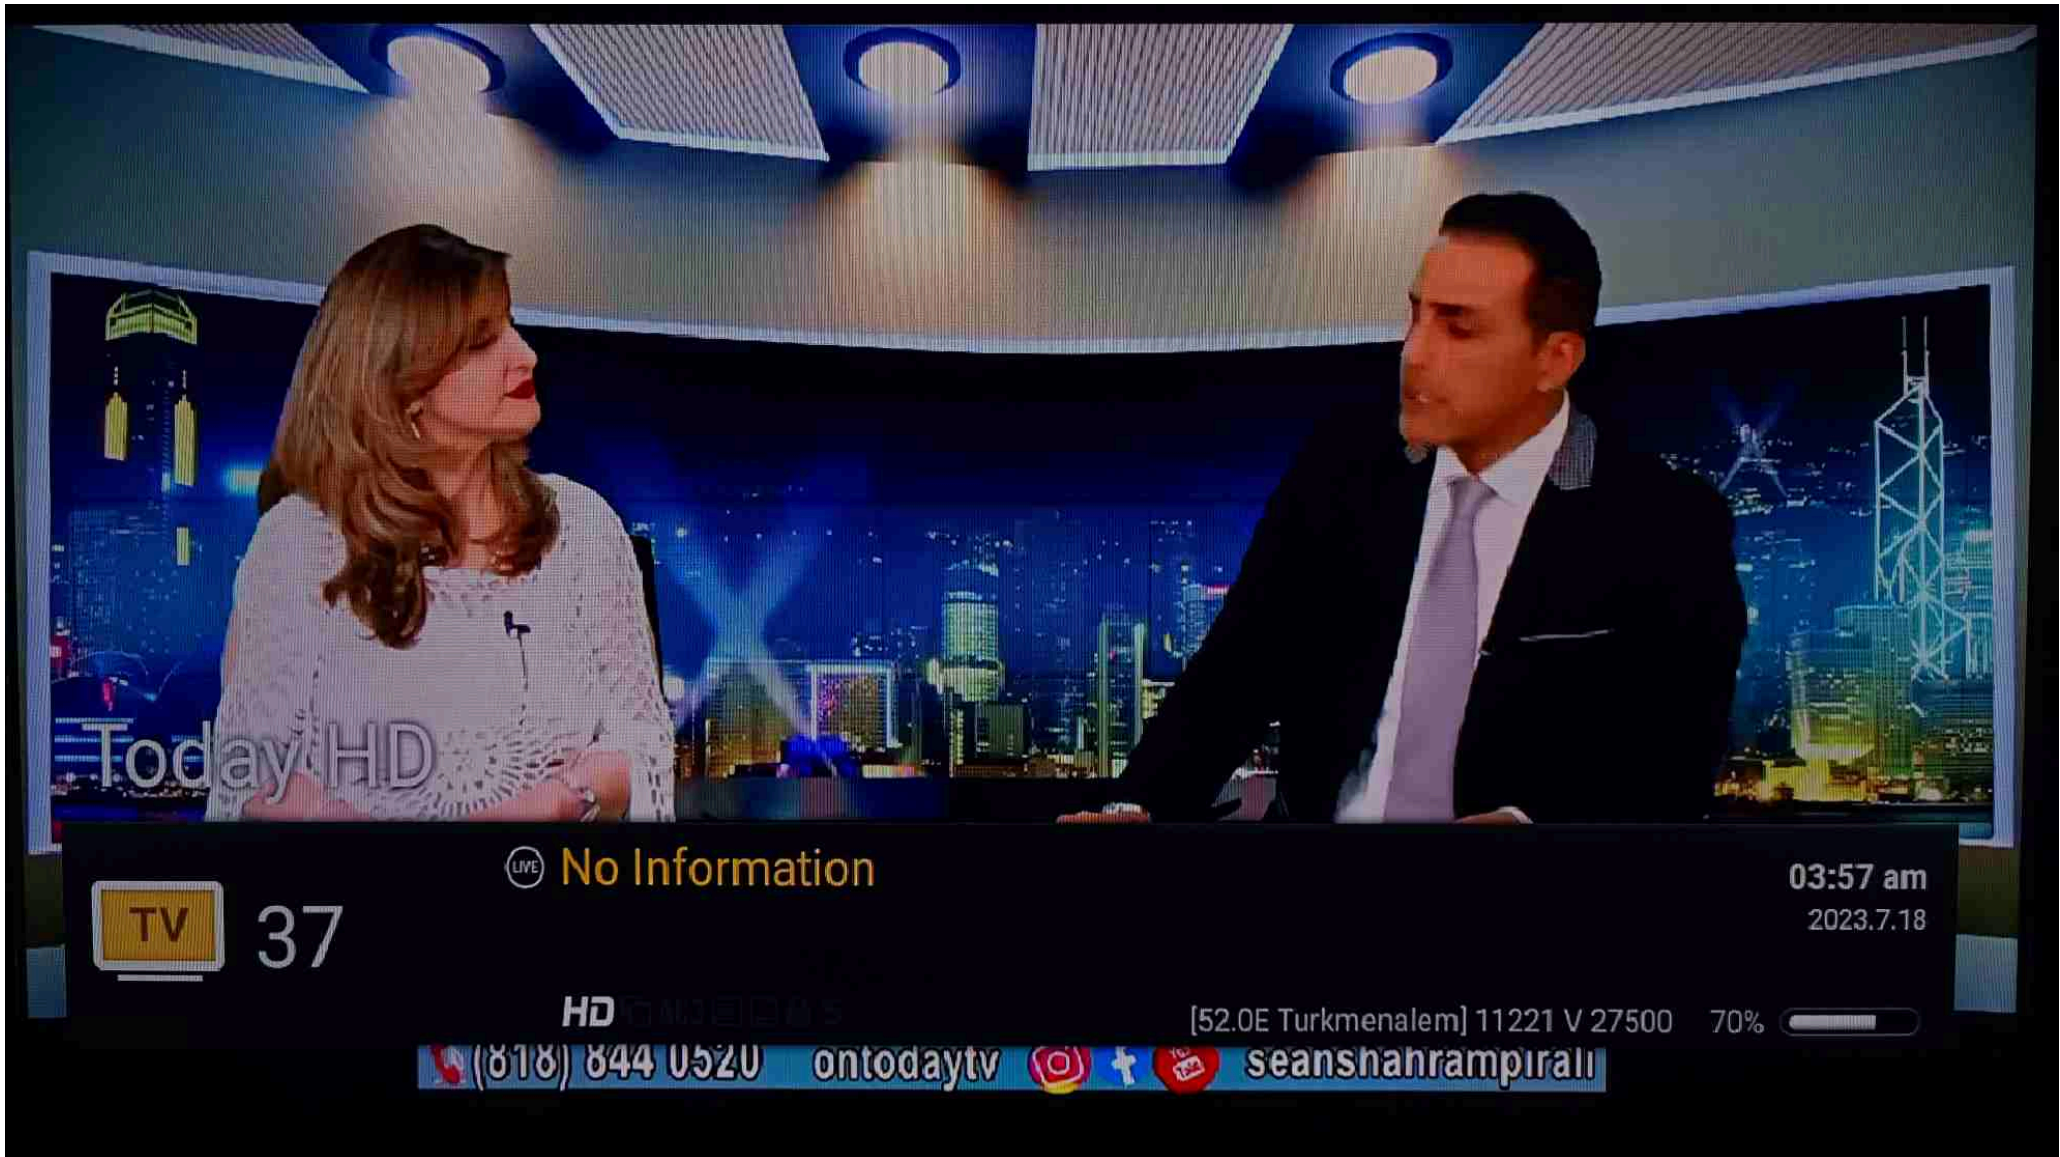 Today HD
LIVE No Information
03:57 am
TV 37
2023.7.18
HD
[52.0E Turkmenalem] 11221 V 27500 70%
(818) 844 0520 ontodaytv seanshahrampirali